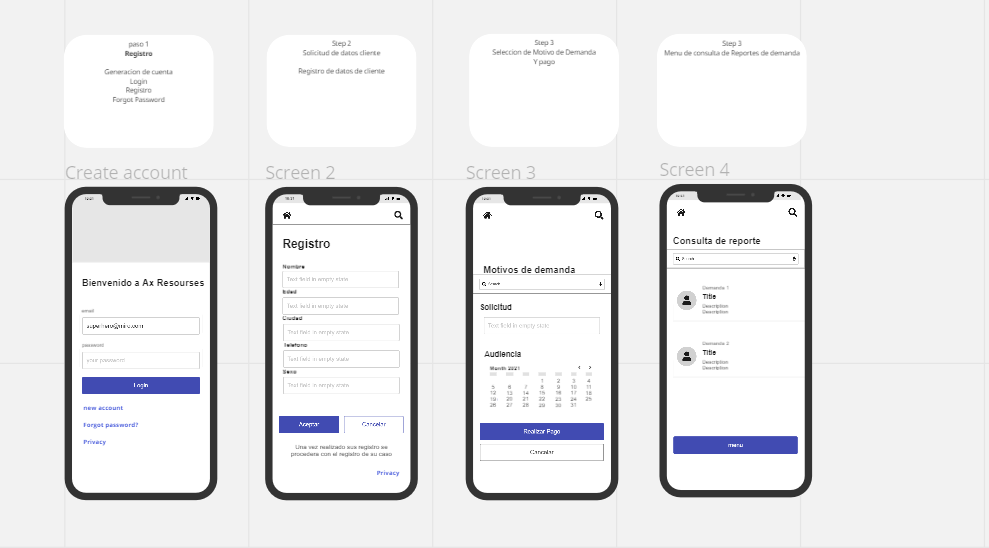 paso 1
Registro
Generacion de cuenta
Login
Registro
Forgot Password
Step 2
Solicitud de datos cliente
Registro de datos de cliente
Step 3
Seleccion de Motivo de Demanda
Y pago
Step 3
Menu de consulta de Reportes de demanda
Create account
Screen 2
Screen 3
Screen 4
Bienvenido a Ax Resourses
email
superhero@miro.com
password
your password
Login
new account
Forgot password?
Privacy
Registro
Nombre
Text field in empty state
Edad
Text field in empty state
Ciudad
Text field in empty state
Telefono
Text field in empty state
Sexo
Text field in empty state
Aceptar
Cancelar
Una vez realizado sus registro se
procedera con el registro de su caso
Privacy
Motivos de demanda
Search
Solicitud
Text field in empty state
Audiencia
Month 2021
1 2 3 4
5 6 7 8 9 10 11
12 13 14 15 16 17 18
19 20 21 22 23 24 25
26 27 28 29 30 31
Realizar Pago
Cancelar
Consulta de reporte
Search
Demanda 1
Title
Description
Description
Demanda 2
Title
Description
Description
menu